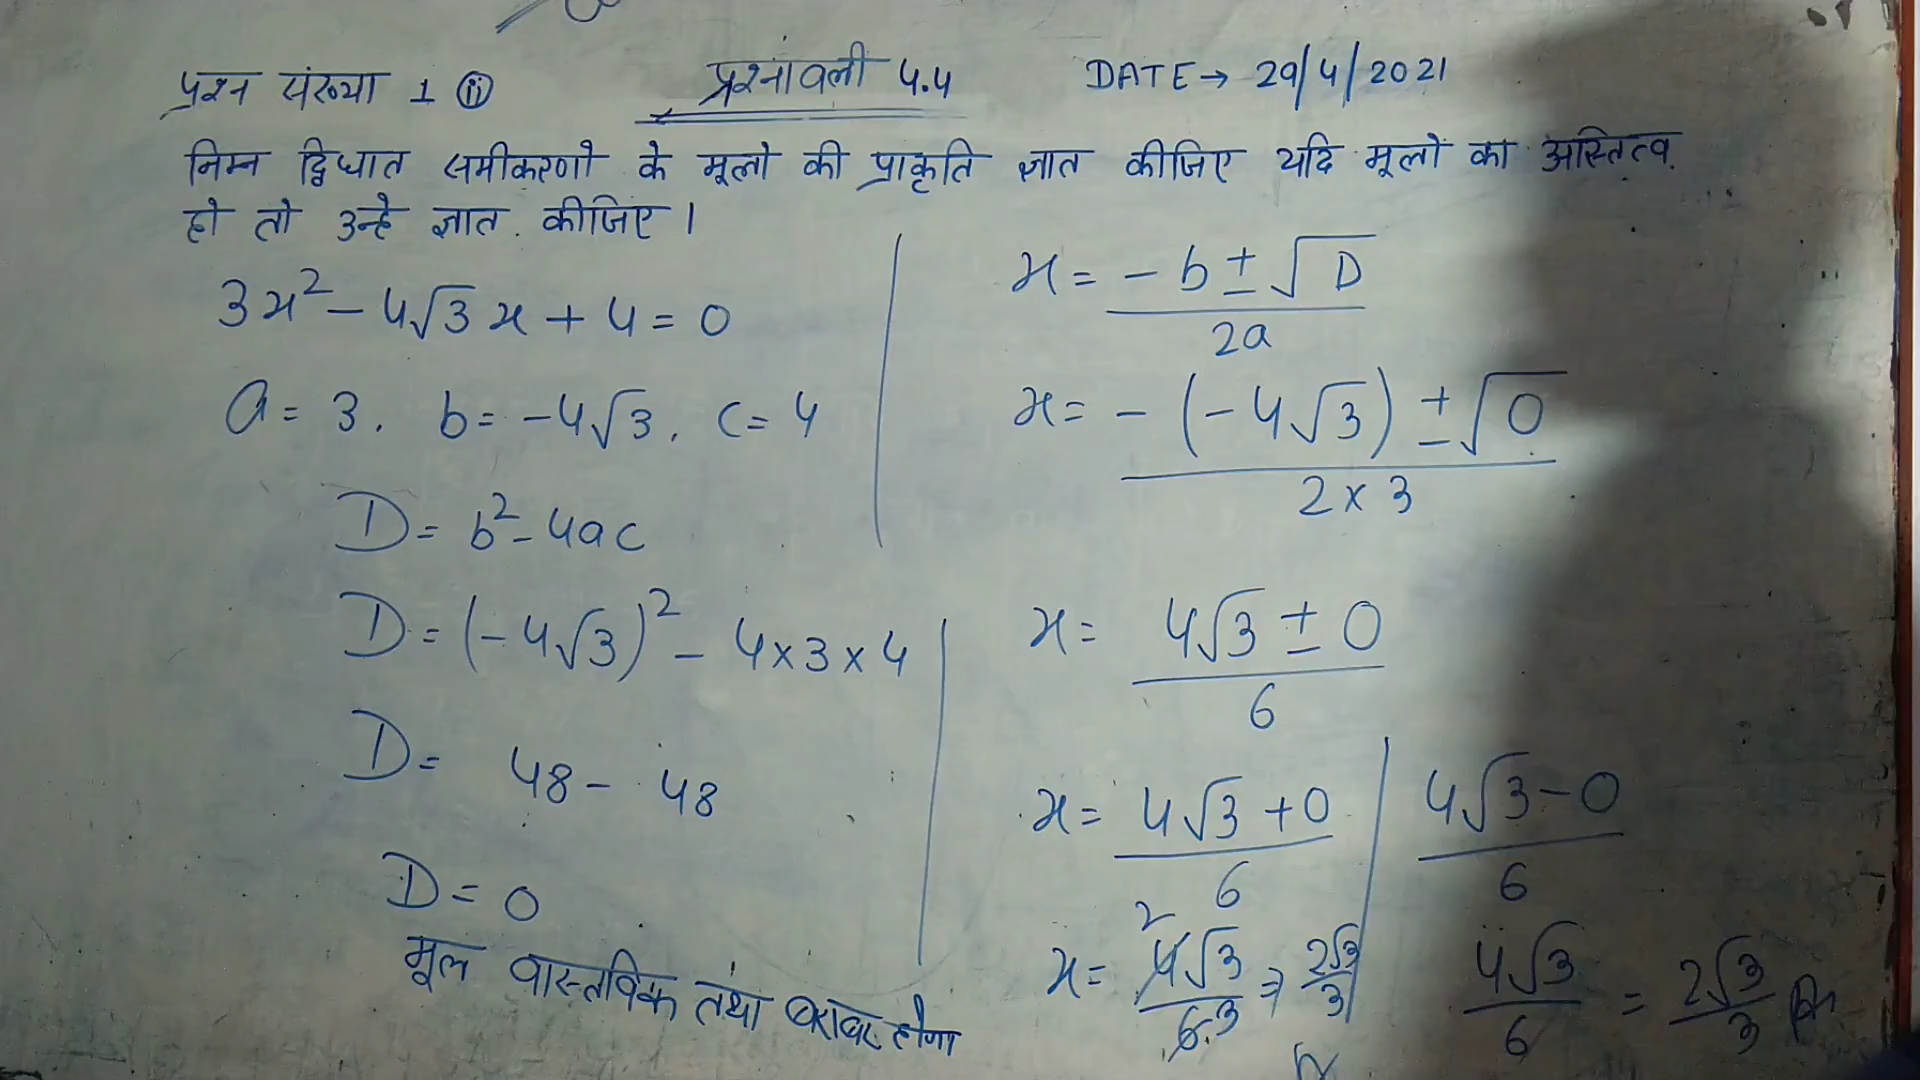 प्रश्न संख्या 1 (ii) प्रश्नावली 4.4 DATE → 29/4/2021
निम्न द्विघात समीकरणो के मूलो की प्राकृति ज्ञात कीजिए यदि मूलों का अस्तित्व
हो तो उन्हे ज्ञात कीजिए।
3x² - 4√3 x + 4 = 0
a = 3, b = -4√3, c = 4
D = b² - 4ac
D = (-4√3)² - 4×3×4
D = 48 - 48
D = 0
मूल वास्तविक तथा बराबर होगा
x = -b ± √D
2a
x = -(-4√3) ± √0
2×3
x = 4√3 ± 0
6
x = 4√3 + 0 | 4√3 - 0
6 6
2
x = 4√3 ⇒ 2√3 4√3 = 2√3
6 3 3 6 3